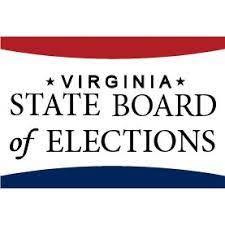 ★VIRGINIA★
STATE BOARD
of ELECTIONS